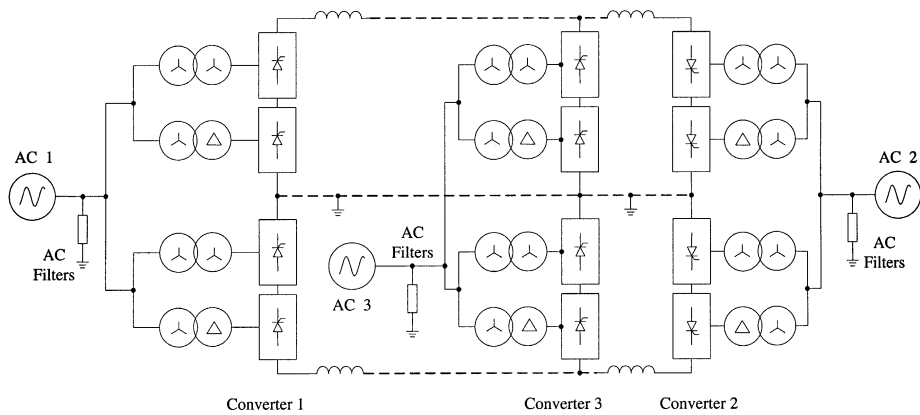 AC 1
AC
Filters
AC 3
AC
Filters
AC 2
AC
Filters
Converter 1
Converter 3
Converter 2